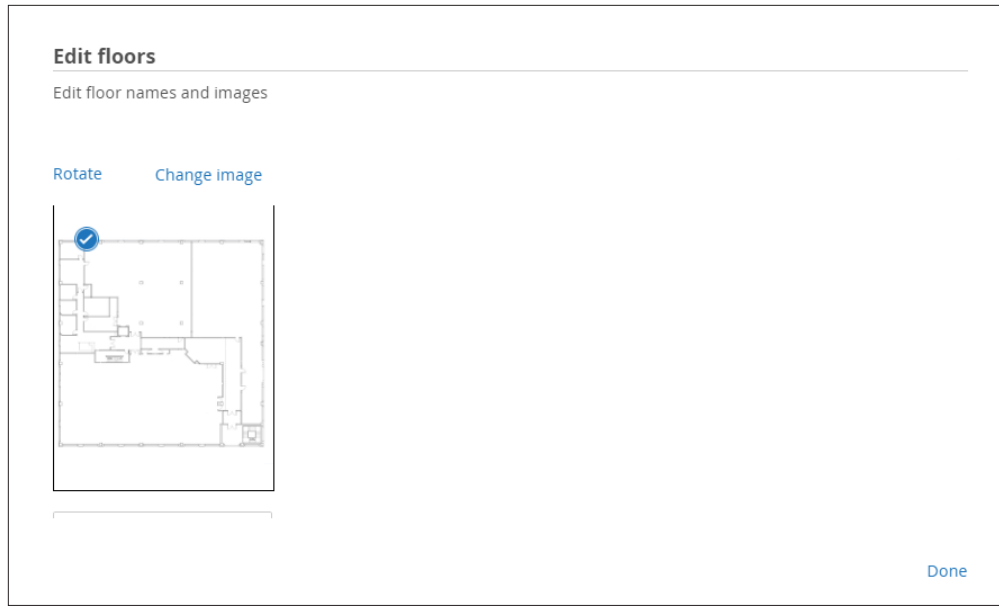 Edit floors
Edit floor names and images
Rotate Change image
Done